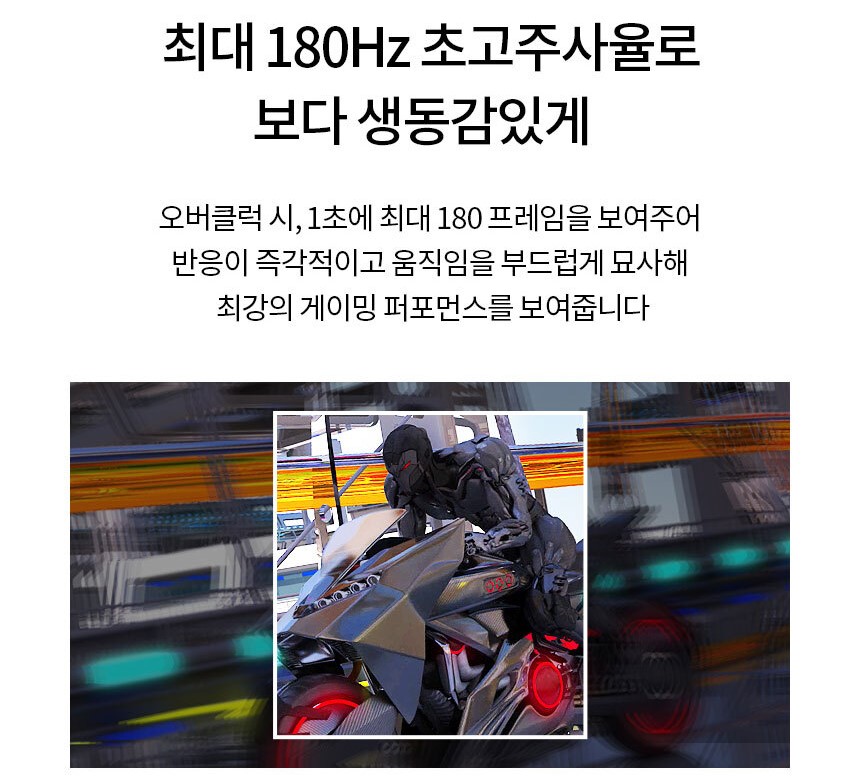 최대 180Hz 초고주사율로
보다 생동감있게
오버클럭 시, 1초에 최대 180 프레임을 보여주어
반응이 즉각적이고 움직임을 부드럽게 묘사해
최강의 게이밍 퍼포먼스를 보여줍니다